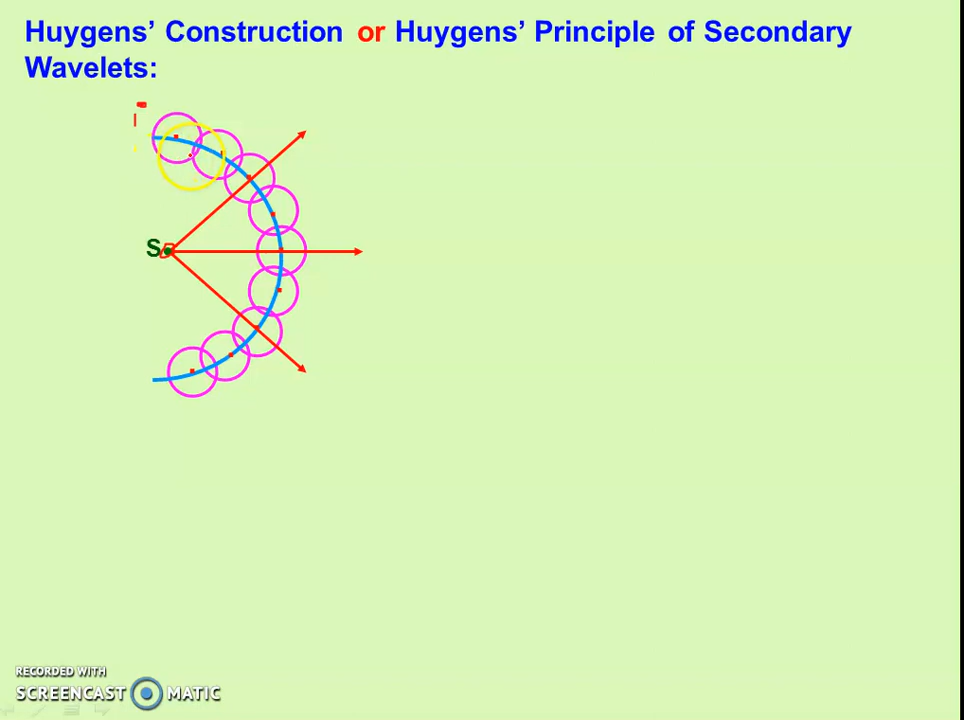 Huygens’ Construction or Huygens’ Principle of Secondary
Wavelets:
S
RECORDED WITH
SCREENCAST MATIC